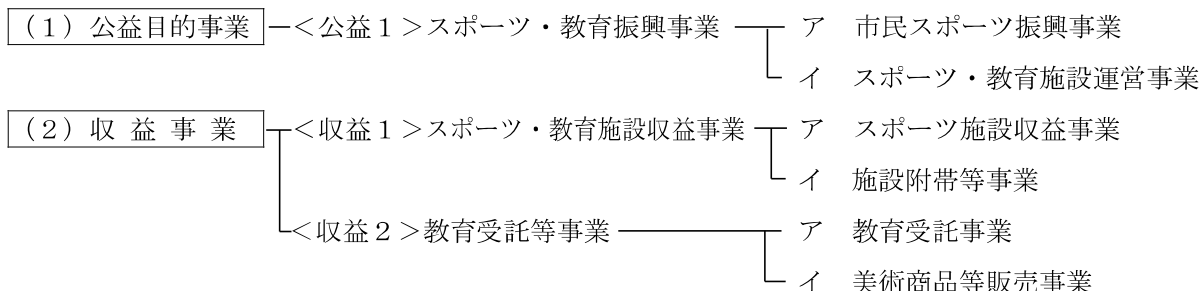 (1)公益目的事業 <公益1>スポーツ・教育振興事業 ア 市民スポーツ振興事業
イ スポーツ・教育施設運営事業
(2)収 益 事 業 <収益1>スポーツ・教育施設収益事業 ア スポーツ施設収益事業
イ 施設附帯等事業
<収益2>教育受託等事業 ア 教育受託事業
イ 美術商品等販売事業